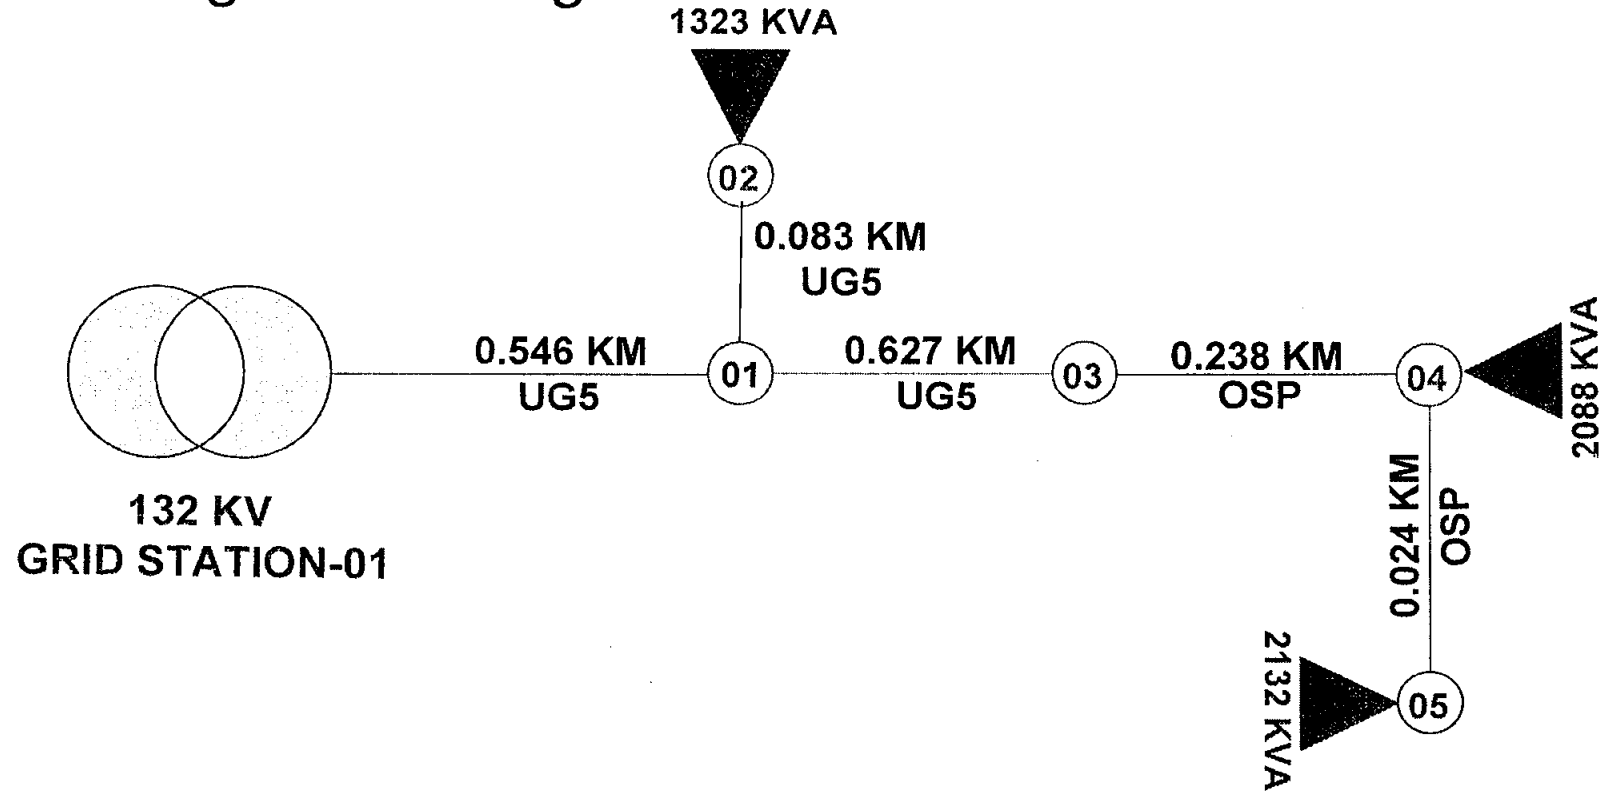 1323 KVA
02
0.083 KM
UG5
0.546 KM
UG5
01
0.627 KM
UG5
03
0.238 KM
OSP
04
2088 KVA
132 KV
GRID STATION-01
0.024 KM
OSP
2132 KVA
05